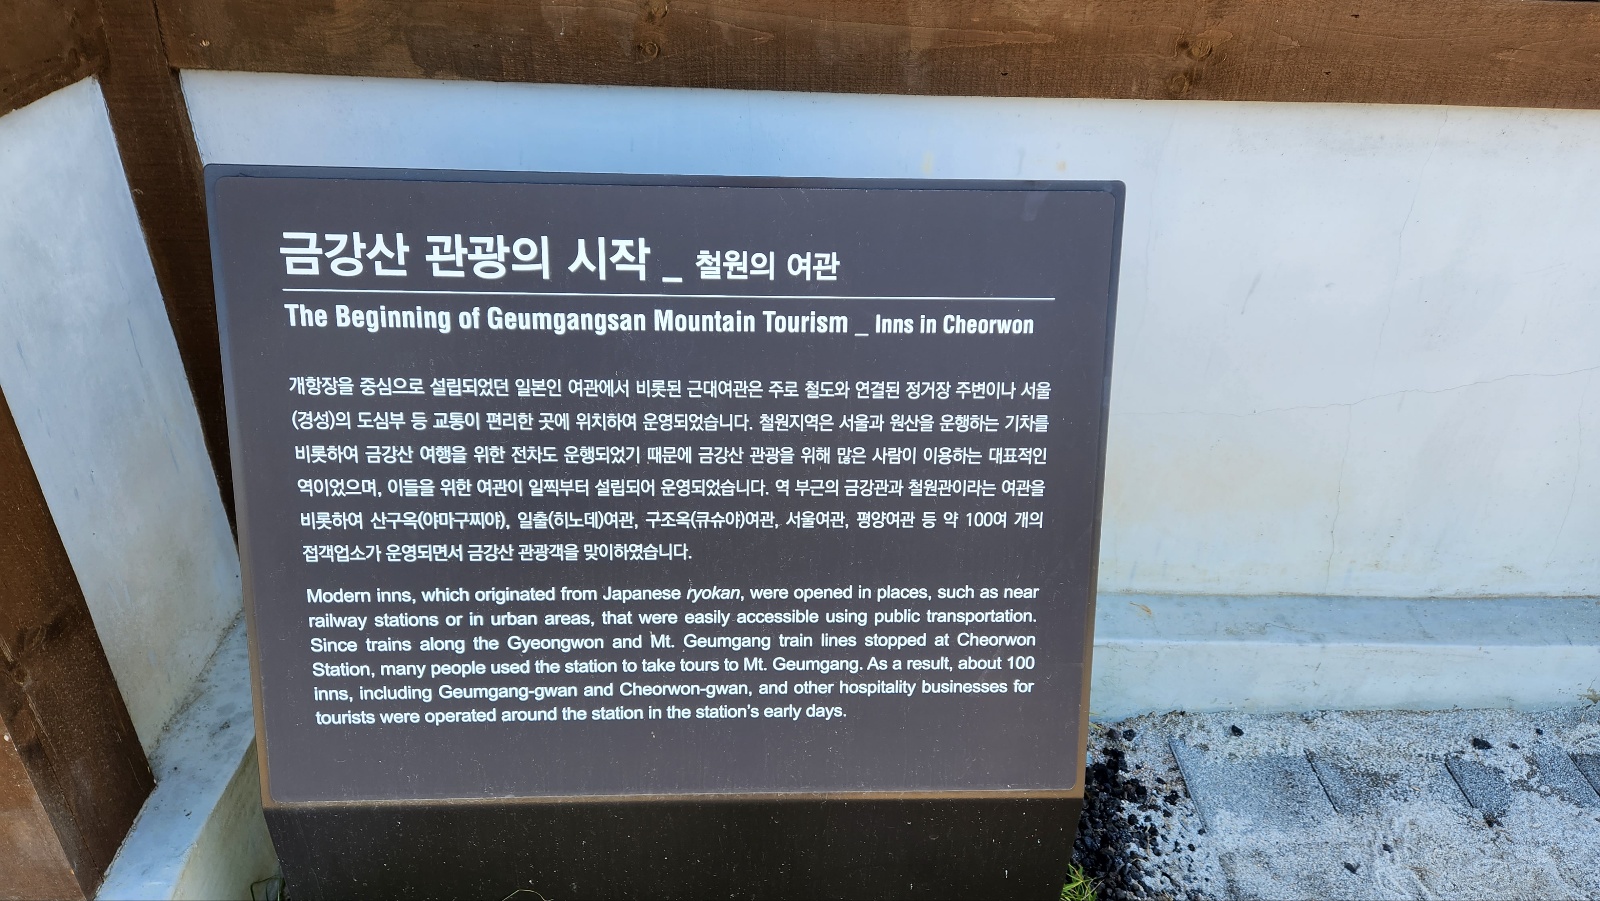 금강산 관광의 시작 _ 철원의 여관
The Beginning of Geumgangsan Mountain Tourism _ Inns in Cheorwon
개항장을 중심으로 설립되었던 일본인 여관에서 비롯된 근대여관은 주로 철도와 연결된 정거장 주변이나 서울
(경성)의 도심부 등 교통이 편리한 곳에 위치하여 운영되었습니다. 철원지역은 서울과 원산을 운행하는 기차를
비롯하여 금강산 여행을 위한 전차도 운행되었기 때문에 금강산 관광을 위해 많은 사람이 이용하는 대표적인
역이었으며, 이들을 위한 여관이 일찍부터 설립되어 운영되었습니다. 역 부근의 금강관과 철원관이라는 여관을
비롯하여 산구옥(야마구찌야), 일출(히노데)여관, 구조옥(큐슈야)여관, 서울여관, 평양여관 등 약 100여 개의
접객업소가 운영되면서 금강산 관광객을 맞이하였습니다.
Modern inns, which originated from Japanese ryokan, were opened in places, such as near
railway stations or in urban areas, that were easily accessible using public transportation.
Since trains along the Gyeongwon and Mt. Geumgang train lines stopped at Cheorwon
Station, many people used the station to take tours to Mt. Geumgang. As a result, about 100
inns, including Geumgang-gwan and Cheorwon-gwan, and other hospitality businesses for
tourists were operated around the station in the station's early days.